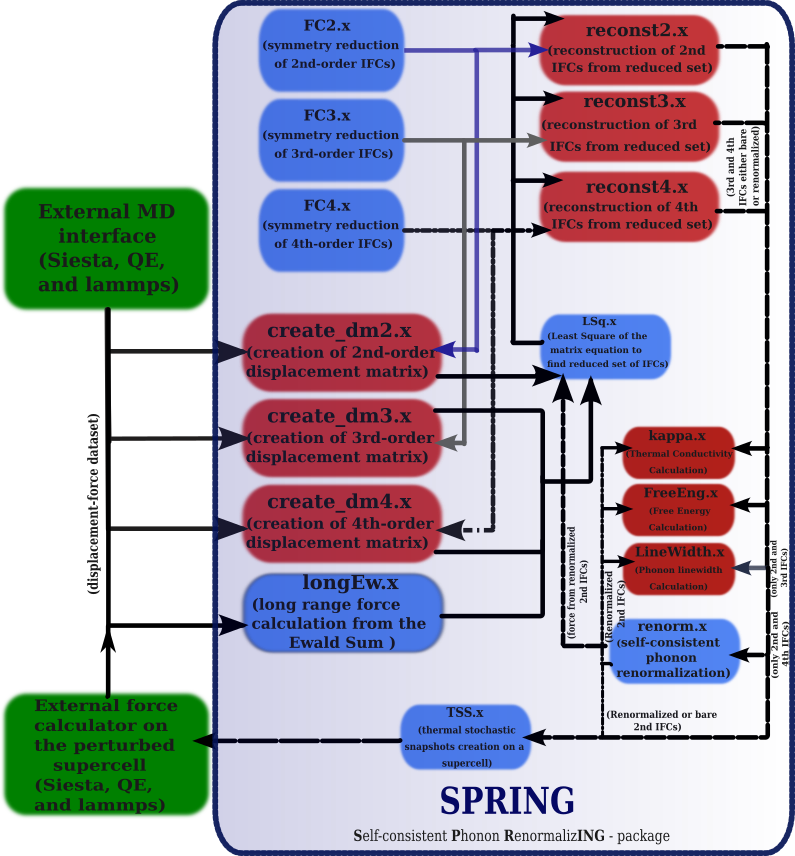 FC2.x
(symmetry reduction
of 2nd-order IFCs)
FC3.x
(symmetry reduction
of 3rd-order IFCs)
FC4.x
(symmetry reduction
of 4th-order IFCs)
reconst2.x
(reconstruction of 2nd
IFCs from reduced set)
reconst3.x
(reconstruction of 3rd
IFCs from reduced set)
reconst4.x
(reconstruction of 4th
IFCs from reduced set)
(3rd and 4th
IFCs either bare
or renormalized)
External MD
interface
(Siesta, QE,
and lammps)
create_dm2.x
(creation of 2nd-order
displacement matrix)
create_dm3.x
(creation of 3rd-order
displacement matrix)
create_dm4.x
(creation of 4th-order
displacement matrix)
longEw.x
(long range force
calculation from the
Ewald Sum )
LSq.x
(Least Square of the
matrix equation to
find reduced set of IFCs)
kappa.x
(Thermal Conductivity
Calculation)
FreeEng.x
(Free Energy
Calculation)
LineWidth.x
(Phonon linewidth
Calculation)
renorm.x
(self-consistent
phonon
renormalization)
(displacement-force dataset)
(force from renormalized
2nd IFCs)
(Renormalized
2nd IFCs)
(only 2nd and
3rd IFCs)
(only 2nd and
4th IFCs)
External force
calculator on
the perturbed
supercell
(Siesta, QE,
and lammps)
TSS.x
(thermal stochastic
snapshots creation on a
supercell)
(Renormalized or bare
2nd IFCs)
SPRING
Self-consistent Phonon RenormalizING - package